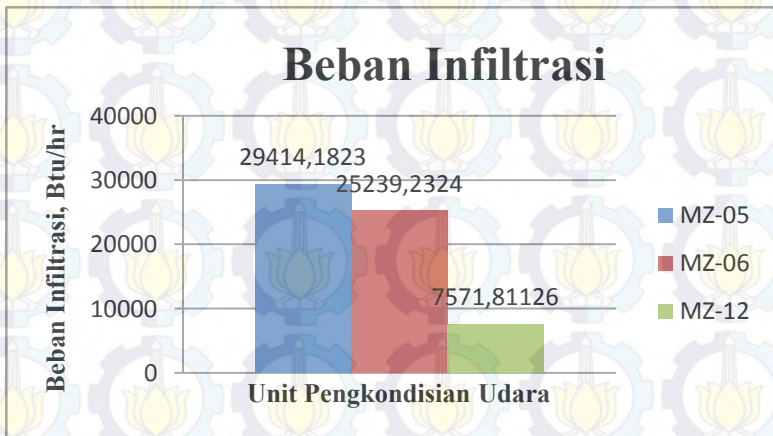 Beban Infiltrasi
Beban Infiltrasi, Btu/hr
40000
30000
20000
10000
0
29414,1823
25239,2324
7571,81126
Unit Pengkondisian Udara
MZ-05
MZ-06
MZ-12